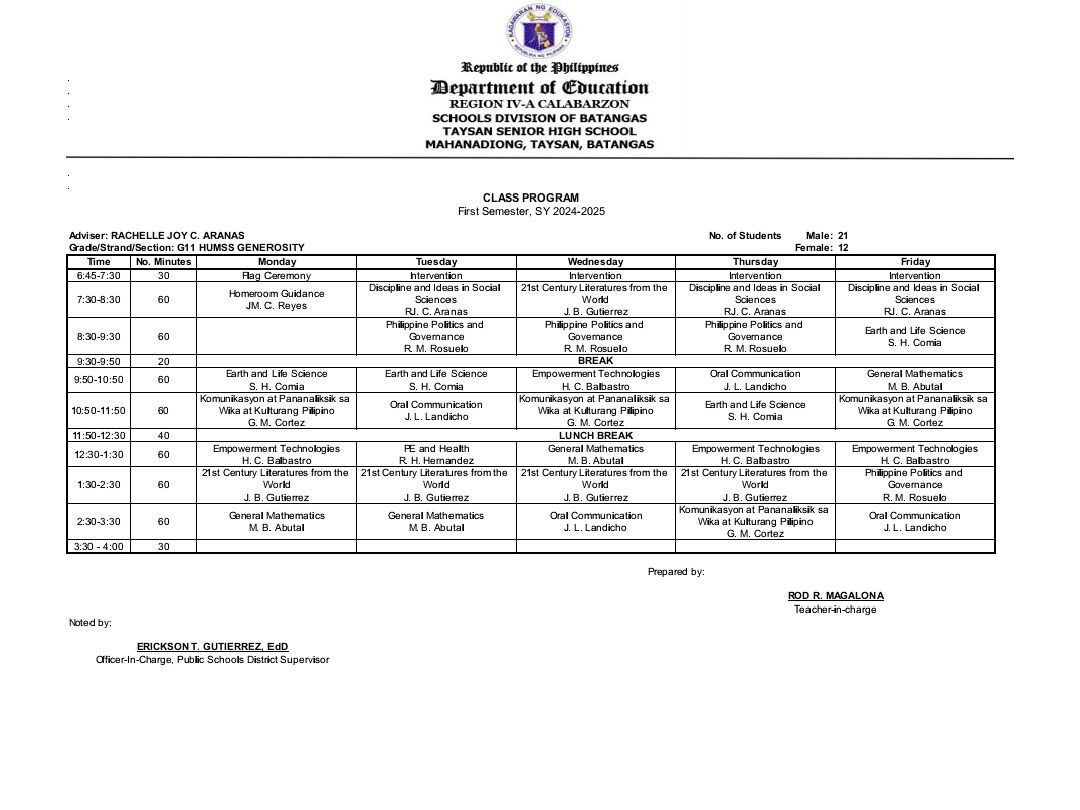 KAGAWARAN NG EDUKASYON
REPUBLIKA NG PILIPINAS
Republic of the Philippines
Department of Education
REGION IV-A CALABARZON
SCHOOLS DIVISION OF BATANGAS
TAYSAN SENIOR HIGH SCHOOL
MAHANADIONG, TAYSAN, BATANGAS
CLASS PROGRAM
First Semester, SY 2024-2025
Adviser: RACHELLE JOY C. ARANAS No. of Students Male: 21
Grade/Strand/Section: G11 HUMSS GENEROSITY Female: 12
Time No. Minutes Monday Tuesday Wednesday Thursday Friday
6:45-7:30 30 Flag Ceremony Intervention Intervention Intervention Intervention
7:30-8:30 60
Homeroom Guidance
JM. C. Reyes
Discipline and Ideas in Social
Sciences
RJ. C. Aranas
21st Century Literatures from the
World
J. B. Gutierrez
Discipline and Ideas in Social
Sciences
RJ. C. Aranas
Discipline and Ideas in Social
Sciences
RJ. C. Aranas
8:30-9:30 60
Philippine Politics and
Governance
R. M. Rosuelo
Philippine Politics and
Governance
R. M. Rosuelo
Philippine Politics and
Governance
R. M. Rosuelo
Earth and Life Science
S. H. Comia
9:30-9:50 20 BREAK
9:50-10:50 60
Earth and Life Science
S. H. Comia
Earth and Life Science
S. H. Comia
Empowerment Technologies
H. C. Balbastro
Oral Communication
J. L. Landicho
General Mathematics
M. B. Abutal
10:50-11:50 60
Komunikasyon at Pananaliksik sa
Wika at Kulturang Pilipino
G. M. Cortez
Oral Communication
J. L. Landicho
Komunikasyon at Pananaliksik sa
Wika at Kulturang Pilipino
G. M. Cortez
Earth and Life Science
S. H. Comia
Komunikasyon at Pananaliksik sa
Wika at Kulturang Pilipino
G. M. Cortez
11:50-12:30 40 LUNCH BREAK
12:30-1:30 60
Empowerment Technologies
H. C. Balbastro
PE and Health
R. H. Hernandez
General Mathematics
M. B. Abutal
Empowerment Technologies
H. C. Balbastro
Empowerment Technologies
H. C. Balbastro
1:30-2:30 60
21st Century Literatures from the
World
J. B. Gutierrez
21st Century Literatures from the
World
J. B. Gutierrez
21st Century Literatures from the
World
J. B. Gutierrez
21st Century Literatures from the
World
J. B. Gutierrez
Philippine Politics and
Governance
R. M. Rosuelo
2:30-3:30 60
General Mathematics
M. B. Abutal
General Mathematics
M. B. Abutal
Oral Communication
J. L. Landicho
Komunikasyon at Pananaliksik sa
Wika at Kulturang Pilipino
G. M. Cortez
Oral Communication
J. L. Landicho
3:30 - 4:00 30
Prepared by:
ROD R. MAGALONA
Teacher-in-charge
Noted by:
ERICKSON T. GUTIERREZ, EdD
Officer-In-Charge, Public Schools District Supervisor